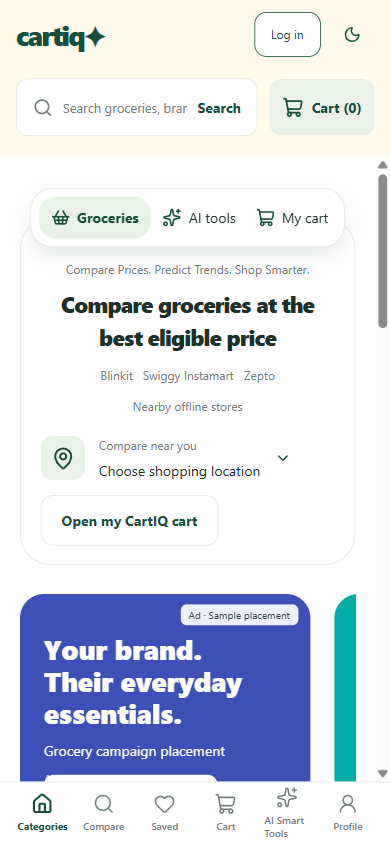 cartiq
Log in
Search groceries, brar Search
Cart (0)
Groceries AI tools My cart
Compare Prices. Predict Trends. Shop Smarter.
Compare groceries at the
best eligible price
Blinkit Swiggy Instamart Zepto
Nearby offline stores
Compare near you
Choose shopping location
Open my CartIQ cart
Ad · Sample placement
Your brand.
Their everyday
essentials.
Grocery campaign placement
Categories Compare Saved Cart AI Smart Tools Profile